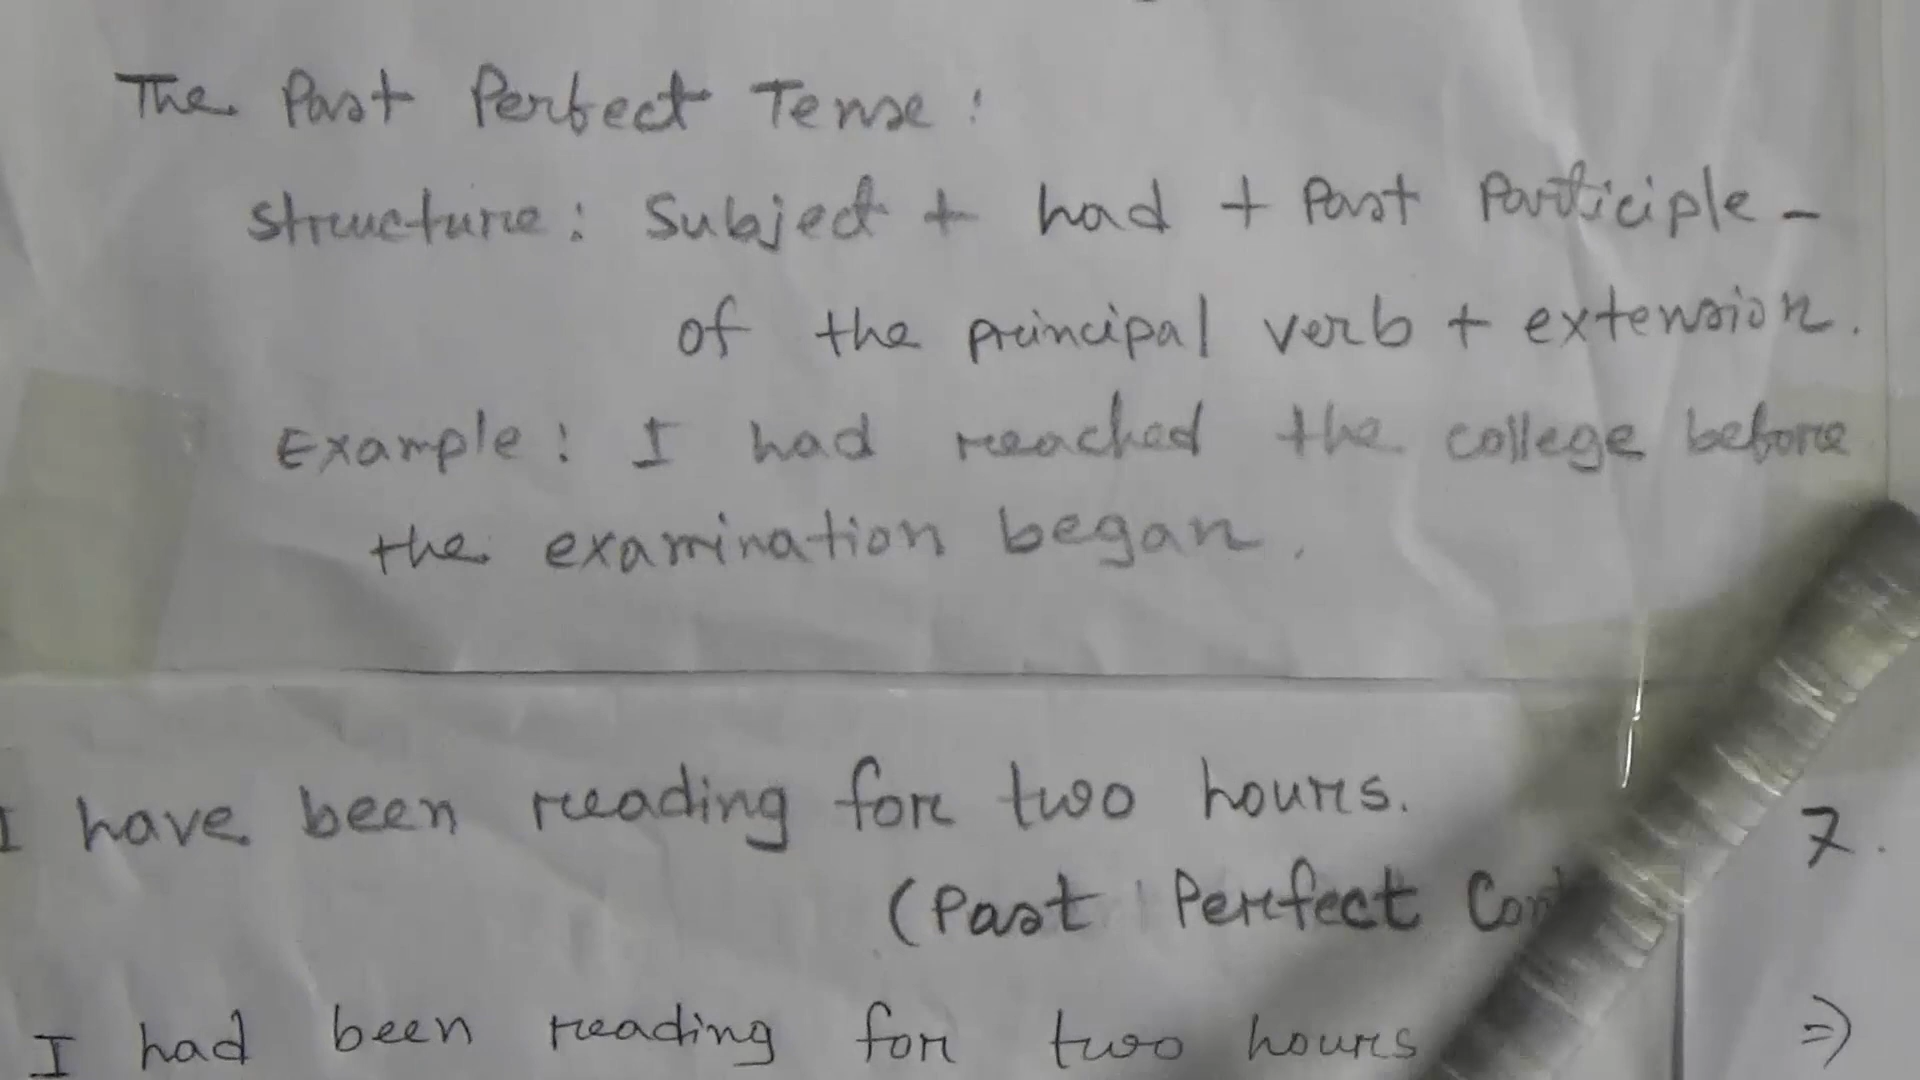 The Past Perfect Tense:
Structure: Subject + had + Past Participle -
of the principal verb + extension.
Example: I had reached the college before
the examination began.
I have been reading for two hours.
7.
(Past Perfect
I had been reading for two hours
=>